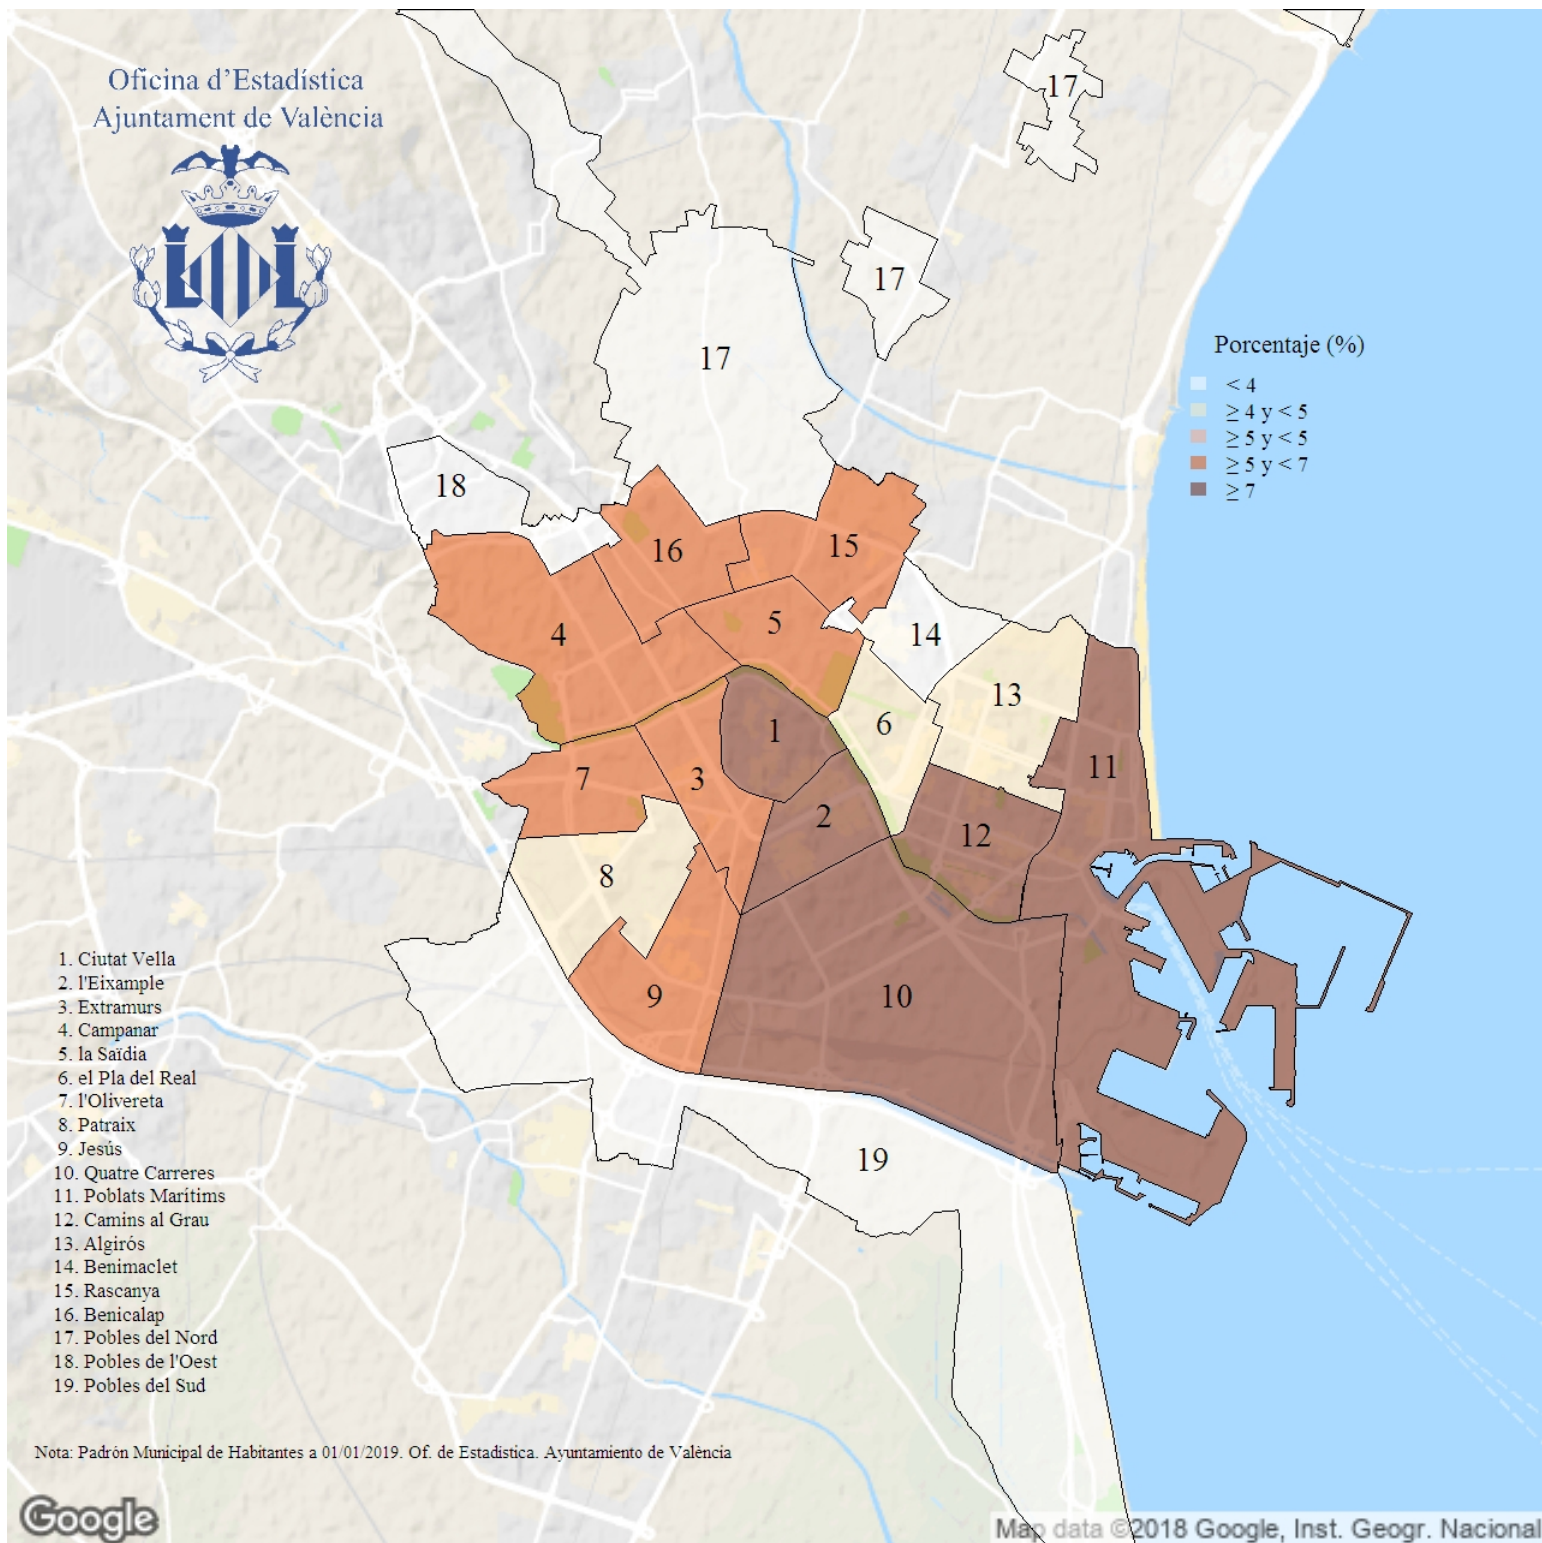 Oficina d'Estadística
Ajuntament de València
17
17
17
18
16
15
5
4
14
13
6
1
11
7
3
2
12
8
9
10
19
Porcentaje (%)
< 4
≥ 4 y < 5
≥ 5 y < 5
≥ 5 y < 7
≥ 7
1. Ciutat Vella
2. l'Eixample
3. Extramurs
4. Campanar
5. la Saïdia
6. el Pla del Real
7. l'Olivereta
8. Patraix
9. Jesús
10. Quatre Carreres
11. Poblats Marítims
12. Camins al Grau
13. Algirós
14. Benimaclet
15. Rascanya
16. Benicalap
17. Pobles del Nord
18. Pobles de l'Oest
19. Pobles del Sud
Nota: Padrón Municipal de Habitantes a 01/01/2019. Of. de Estadística. Ayuntamiento de València
Google
Map data ©2018 Google, Inst. Geogr. Nacional